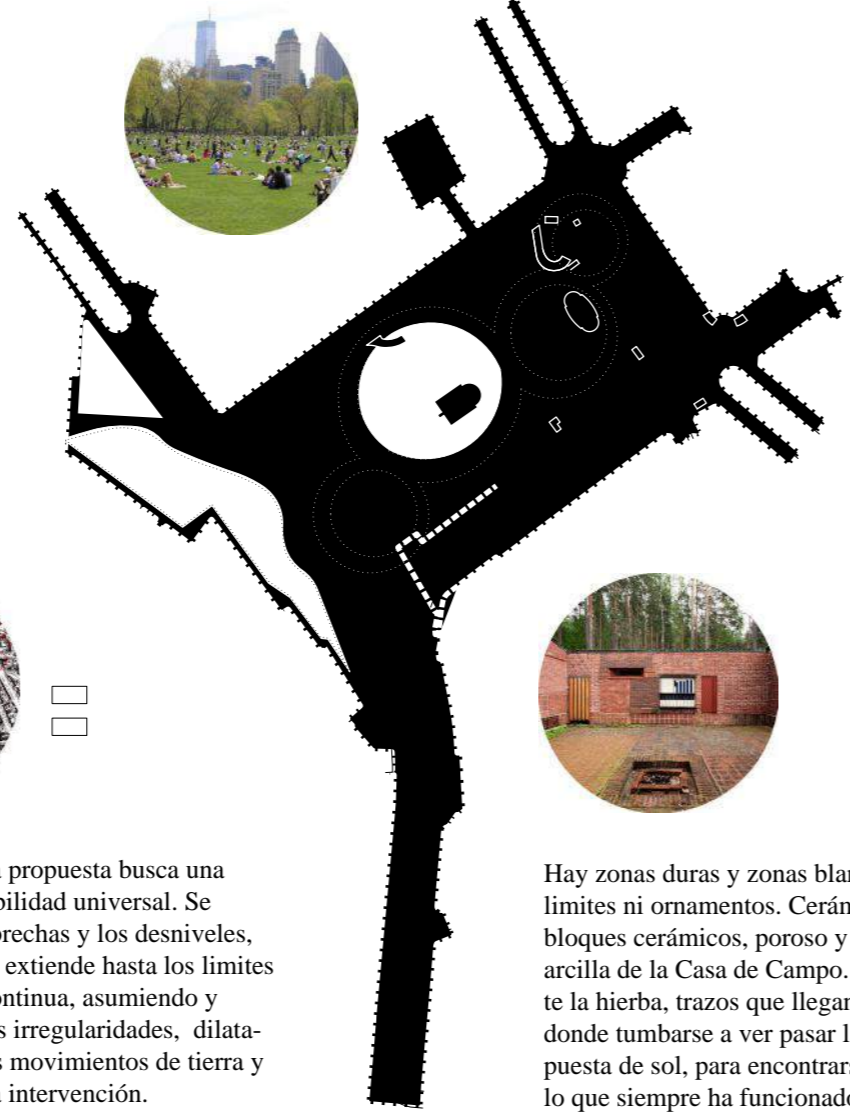 propuesta busca una
bilidad universal. Se
brechas y los desniveles,
extiende hasta los limites
ontinua, asumiendo y
s irregularidades, dilata-
s movimientos de tierra y
intervención.
Hay zonas duras y zonas blan
limites ni ornamentos. Cerán
bloques cerámicos, poroso y
arcilla de la Casa de Campo.
te la hierba, trazos que llegan
donde tumbarse a ver pasar l
puesta de sol, para encontrars
lo que siempre ha funcionado